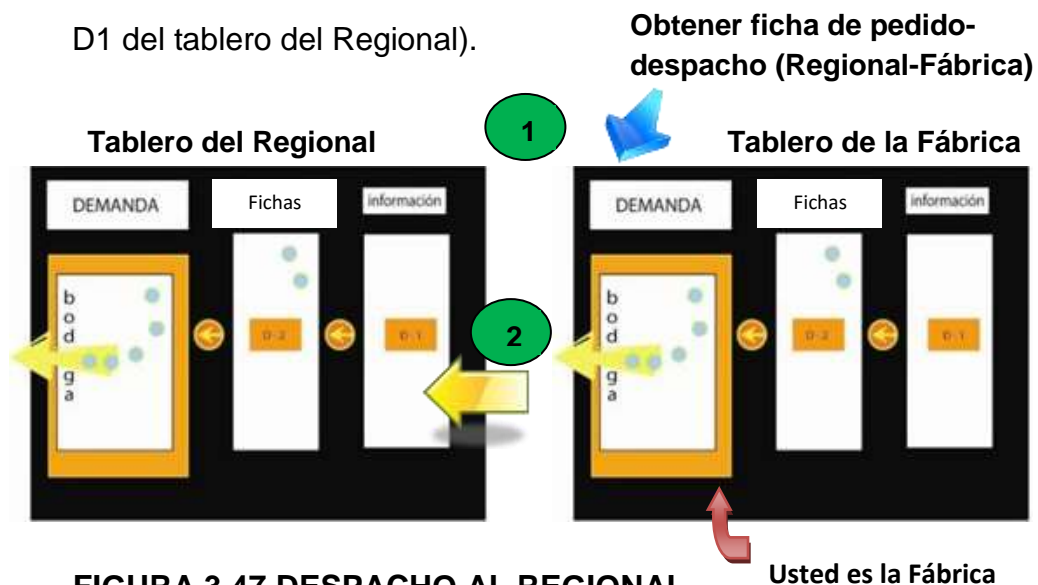 D1 del tablero del Regional).
Obtener ficha de pedido-
despacho (Regional-Fábrica)
1
Tablero del Regional
Tablero de la Fábrica
DEMANDA
Fichas
información
DEMANDA
Fichas
información
b
o
d
g
a
D-2
D-1
2
b
o
d
g
a
D-2
D-1
Usted es la Fábrica
FIGURA 3.47 DESPACHO AL REGIONAL